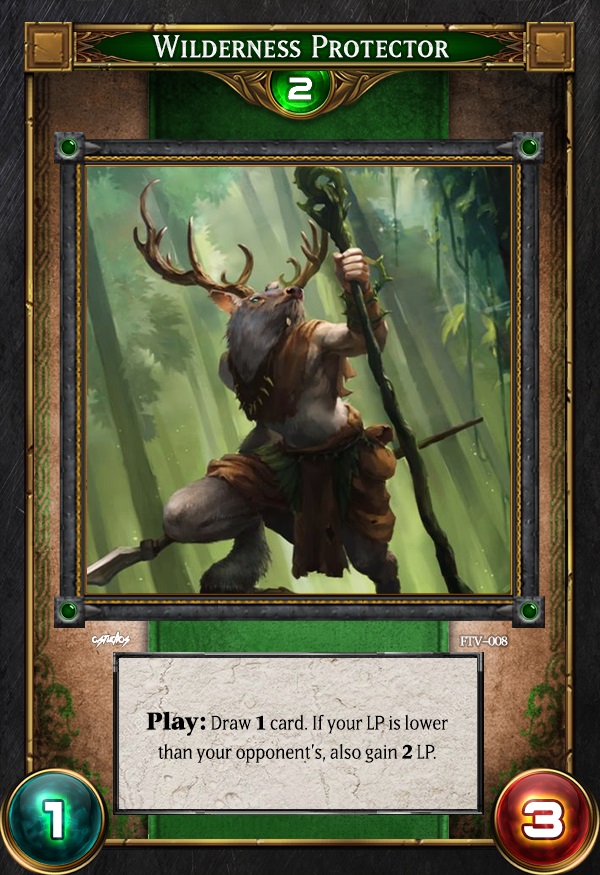 Wilderness Protector
2
cstudios
FTV-008
Play: Draw 1 card. If your LP is lower
than your opponent's, also gain 2 LP.
1
3